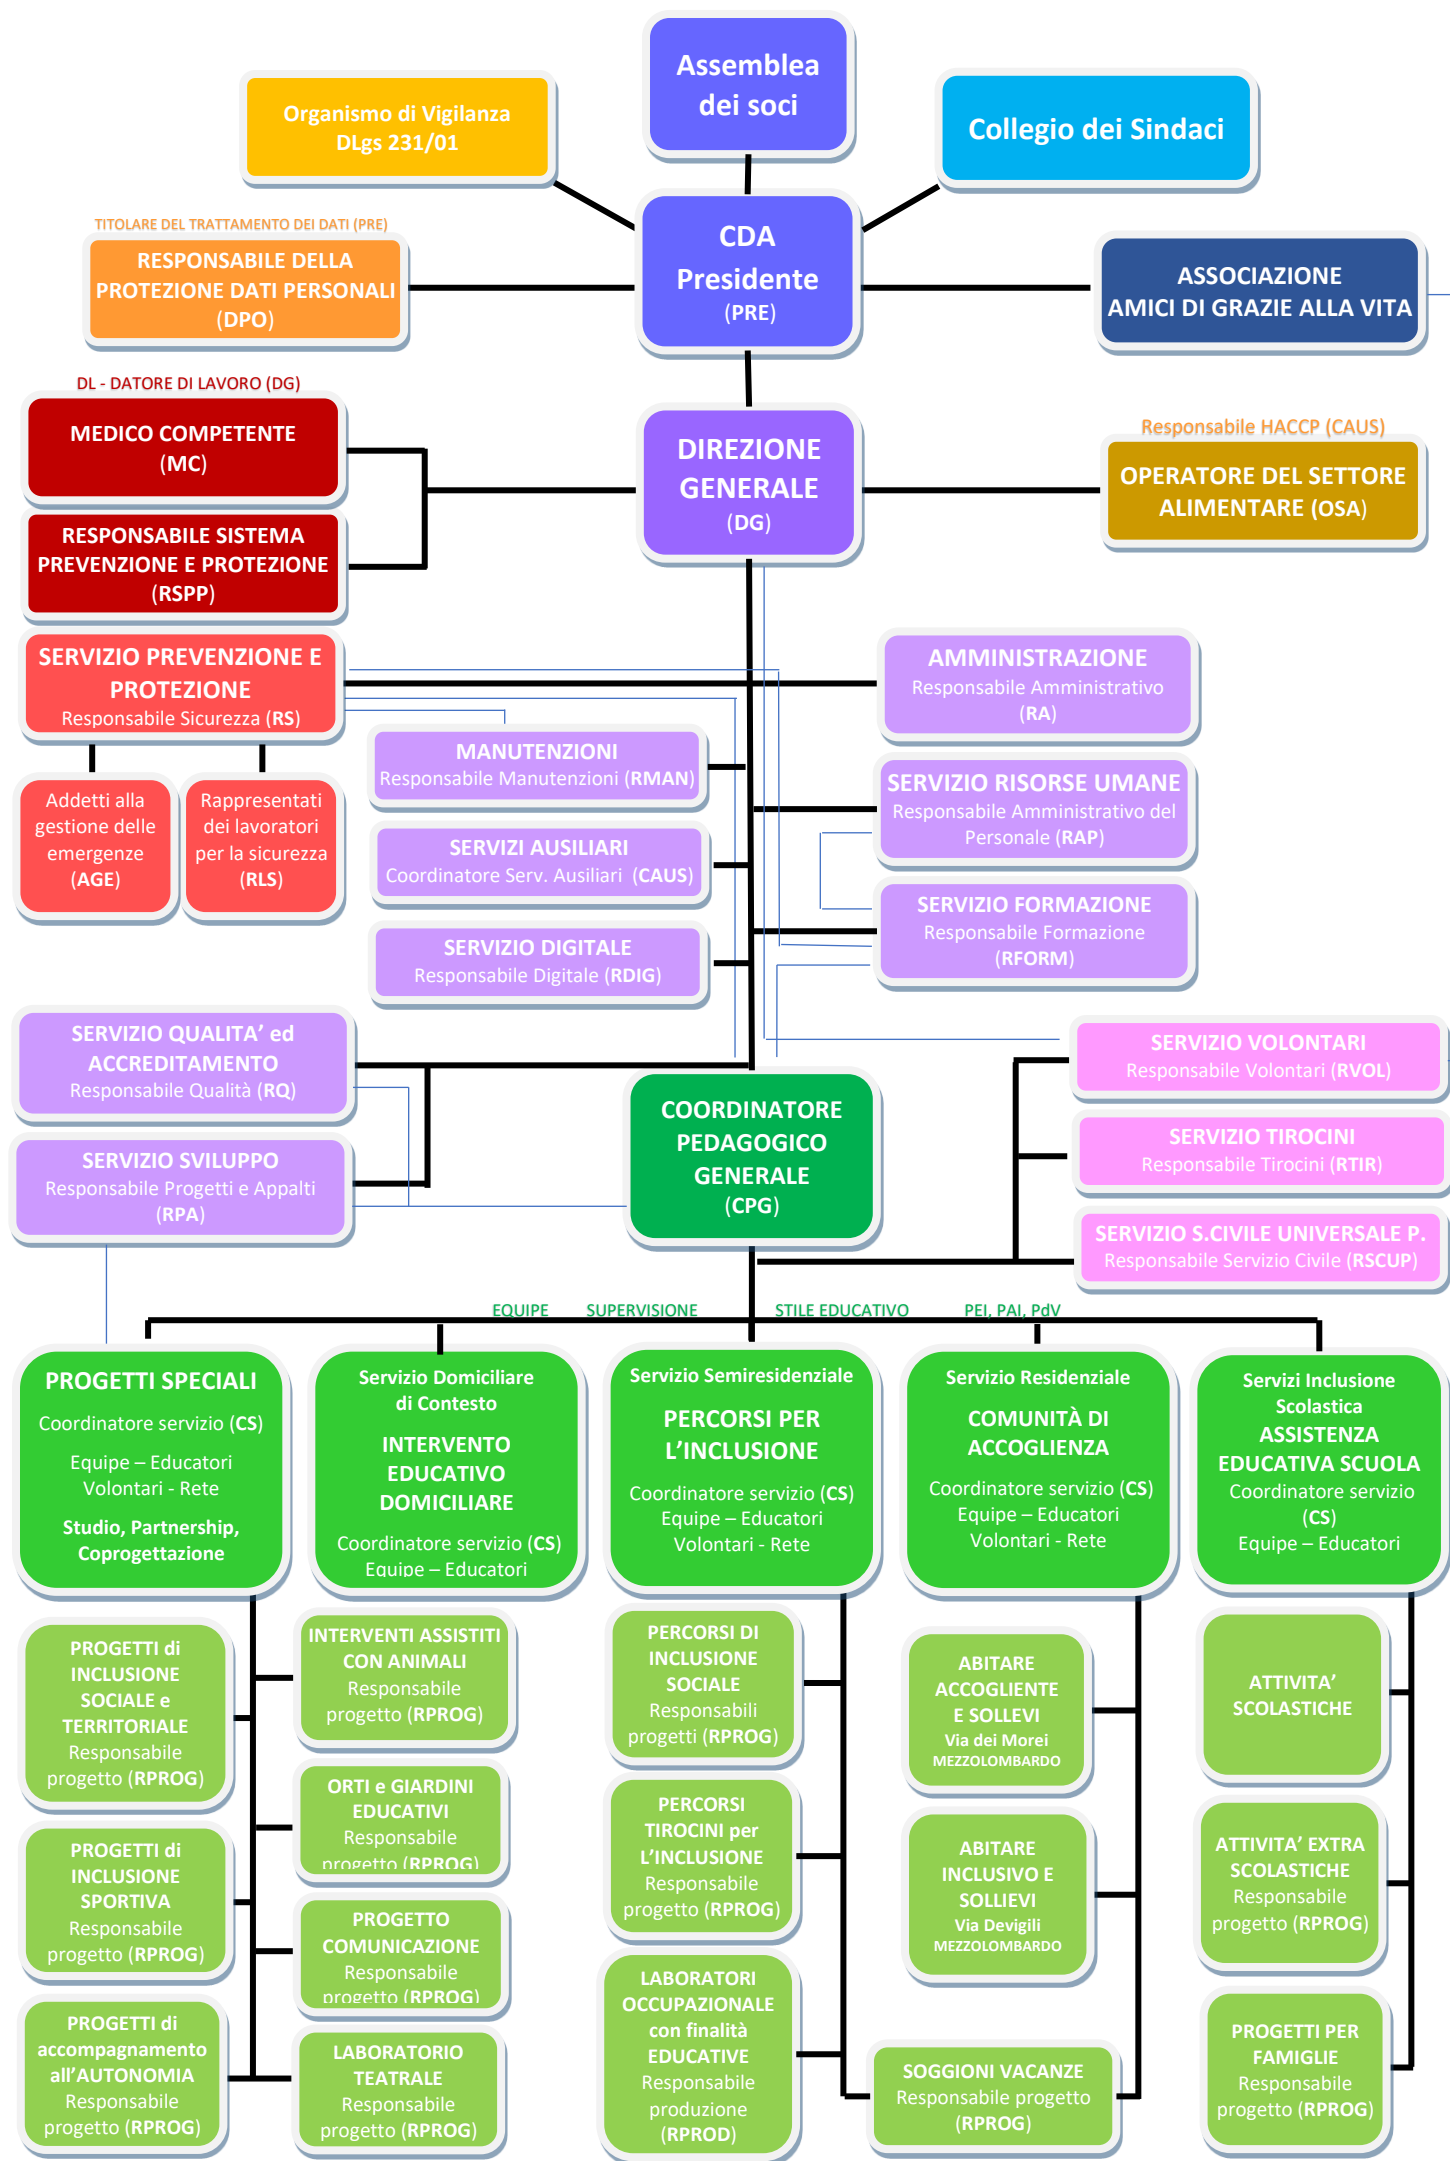 Assemblea
dei soci
Organismo di Vigilanza
DLgs 231/01
Collegio dei Sindaci
CDA
Presidente
(PRE)
TITOLARE DEL TRATTAMENTO DEI DATI (PRE)
RESPONSABILE DELLA
PROTEZIONE DATI PERSONALI
(DPO)
ASSOCIAZIONE
AMICI DI GRAZIE ALLA VITA
DL - DATORE DI LAVORO (DG)
MEDICO COMPETENTE
(MC)
DIREZIONE
GENERALE
(DG)
Responsabile HACCP (CAUS)
OPERATORE DEL SETTORE
ALIMENTARE (OSA)
RESPONSABILE SISTEMA
PREVENZIONE E PROTEZIONE
(RSPP)
SERVIZIO PREVENZIONE E
PROTEZIONE
Responsabile Sicurezza (RS)
AMMINISTRAZIONE
Responsabile Amministrativo
(RA)
MANUTENZIONI
Responsabile Manutenzioni (RMAN)
SERVIZIO RISORSE UMANE
Responsabile Amministrativo del
Personale (RAP)
Addetti alla
gestione delle
emergenze
(AGE)
Rappresentati
dei lavoratori
per la sicurezza
(RLS)
SERVIZI AUSILIARI
Coordinatore Serv. Ausiliari (CAUS)
SERVIZIO FORMAZIONE
Responsabile Formazione
(RFORM)
SERVIZIO DIGITALE
Responsabile Digitale (RDIG)
SERVIZIO QUALITA’ ed
ACCREDITAMENTO
Responsabile Qualità (RQ)
SERVIZIO VOLONTARI
Responsabile Volontari (RVOL)
COORDINATORE
PEDAGOGICO
GENERALE
(CPG)
SERVIZIO TIROCINI
Responsabile Tirocini (RTIR)
SERVIZIO SVILUPPO
Responsabile Progetti e Appalti
(RPA)
SERVIZIO S.CIVILE UNIVERSALE P.
Responsabile Servizio Civile (RSCUP)
EQUIPE SUPERVISIONE STILE EDUCATIVO PEI, PAI, PdV
PROGETTI SPECIALI
Coordinatore servizio (CS)
Equipe – Educatori
Volontari - Rete
Studio, Partnership,
Coprogettazione
Servizio Domiciliare
di Contesto
INTERVENTO
EDUCATIVO
DOMICILIARE
Coordinatore servizio (CS)
Equipe – Educatori
Servizio Semiresidenziale
PERCORSI PER
L’INCLUSIONE
Coordinatore servizio (CS)
Equipe – Educatori
Volontari - Rete
Servizio Residenziale
COMUNITÀ DI
ACCOGLIENZA
Coordinatore servizio (CS)
Equipe – Educatori
Volontari - Rete
Servizi Inclusione
Scolastica
ASSISTENZA
EDUCATIVA SCUOLA
Coordinatore servizio
(CS)
Equipe – Educatori
PROGETTI di
INCLUSIONE
SOCIALE e
TERRITORIALE
Responsabile
progetto (RPROG)
INTERVENTI ASSISTITI
CON ANIMALI
Responsabile
progetto (RPROG)
PERCORSI DI
INCLUSIONE
SOCIALE
Responsabili
progetti (RPROG)
ABITARE
ACCOGLIENTE
E SOLLEVI
Via dei Morei
MEZZOLOMBARDO
ATTIVITA’
SCOLASTICHE
ORTI e GIARDINI
EDUCATIVI
Responsabile
progetto (RPROG)
PERCORSI
TIROCINI per
L’INCLUSIONE
Responsabile
progetto (RPROG)
PROGETTI di
INCLUSIONE
SPORTIVA
Responsabile
progetto (RPROG)
ABITARE
INCLUSIVO E
SOLLIEVI
Via Devigili
MEZZOLOMBARDO
ATTIVITA’ EXTRA
SCOLASTICHE
Responsabile
progetto (RPROG)
PROGETTO
COMUNICAZIONE
Responsabile
progetto (RPROG)
LABORATORI
OCCUPAZIONALE
con finalità
EDUCATIVE
Responsabile
produzione
(RPROD)
PROGETTI di
accompagnamento
all’AUTONOMIA
Responsabile
progetto (RPROG)
LABORATORIO
TEATRALE
Responsabile
progetto (RPROG)
SOGGIONI VACANZE
Responsabile progetto
(RPROG)
PROGETTI PER
FAMIGLIE
Responsabile
progetto (RPROG)